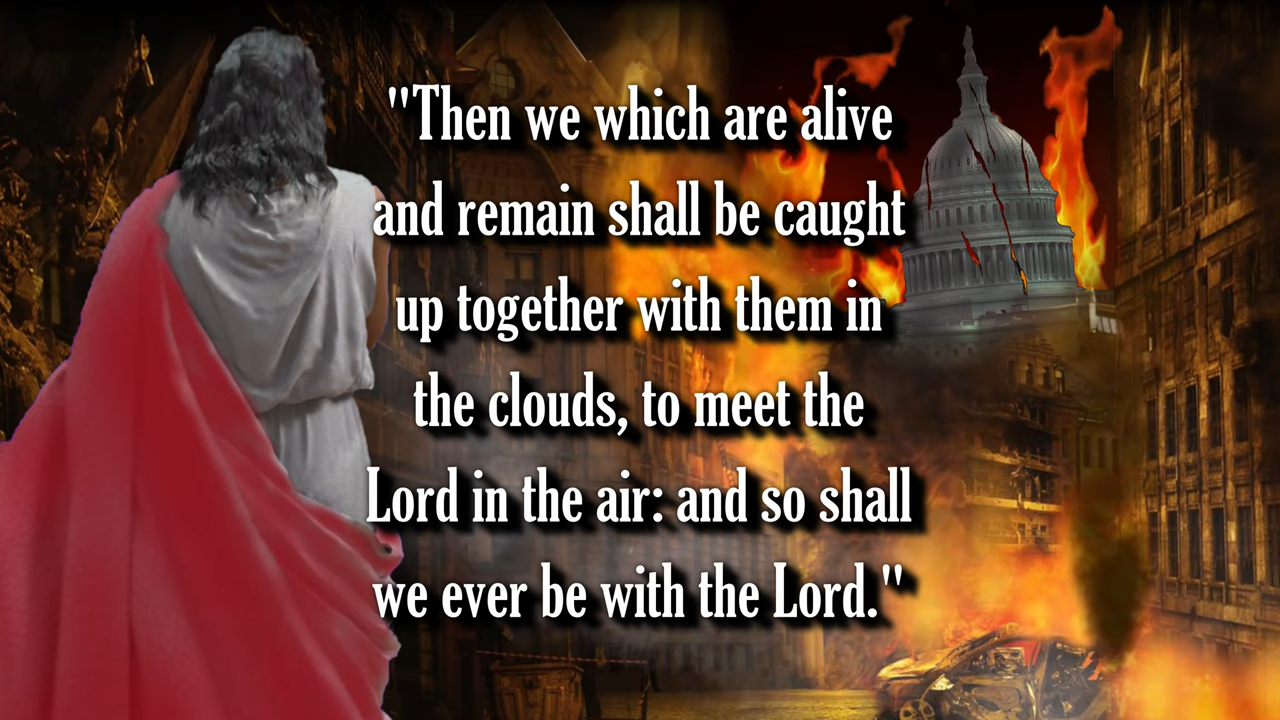 "Then we which are alive
and remain shall be caught
up together with them in
the clouds, to meet the
Lord in the air: and so shall
we ever be with the Lord."